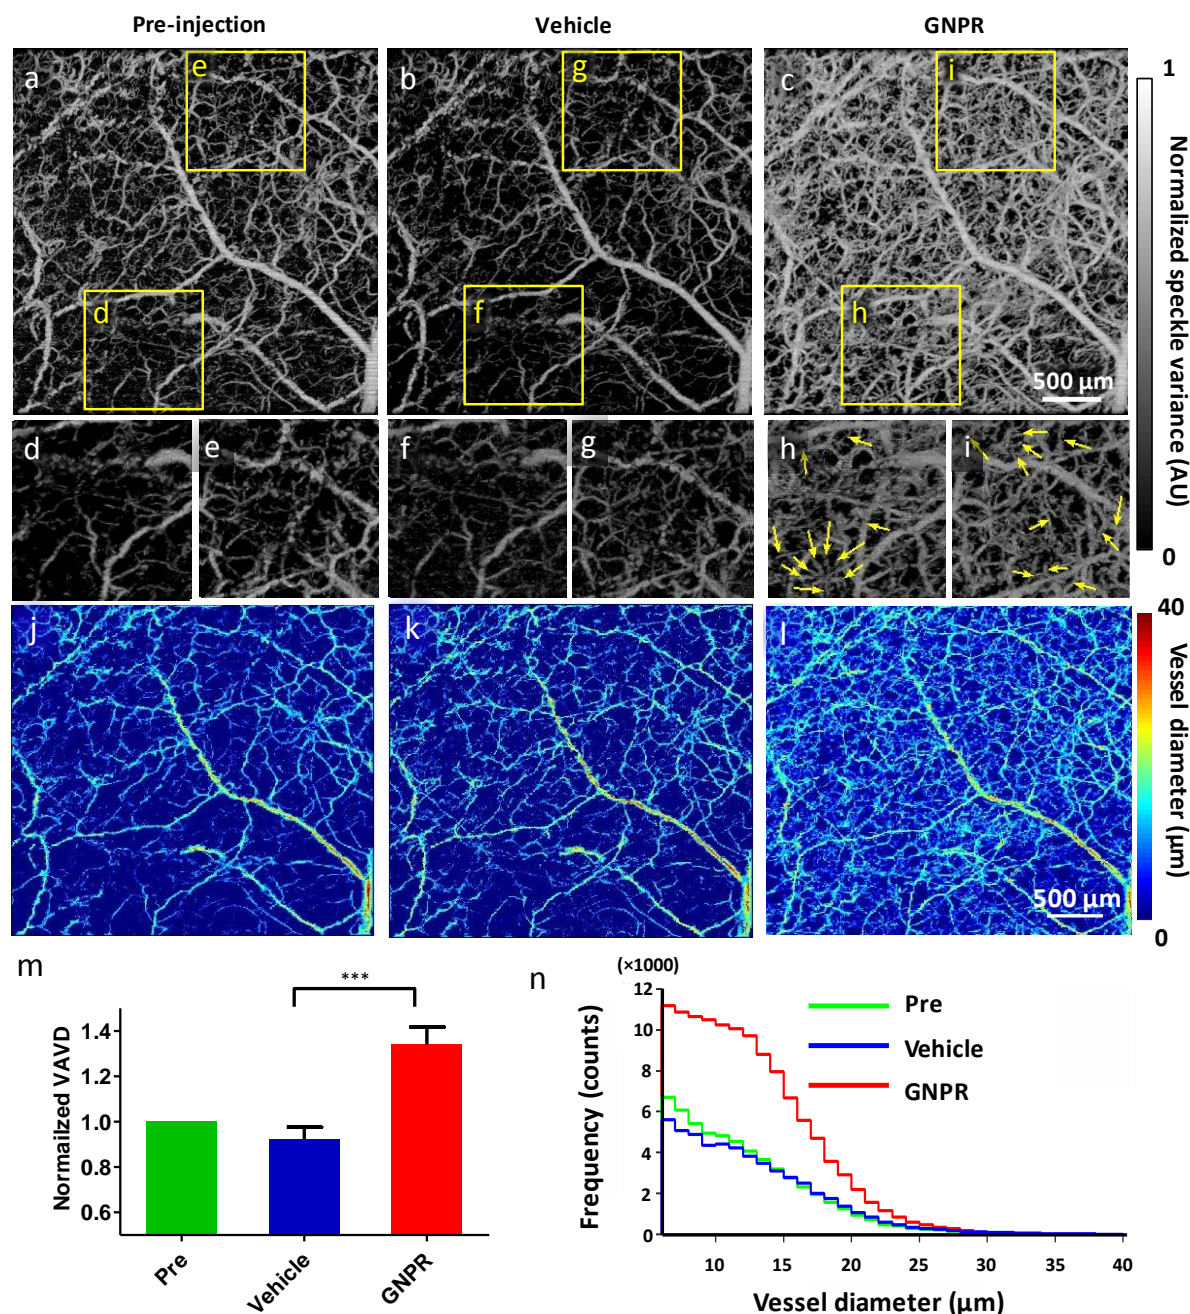 Pre-injection Vehicle GNPR
a e b g c i 1
d f h
500 µm
Normalized speckle variance (AU)
d e f g h i
0
j k l 40
Vessel diameter (µm)
500 µm
0
m
***
Normailzed VAVD
1.4
1.2
1.0
0.8
0.6
Pre Vehicle GNPR
n
(×1000)
Frequency (counts)
12
10
8
6
4
2
0
Pre
Vehicle
GNPR
10 15 20 25 30 35 40
Vessel diameter (µm)